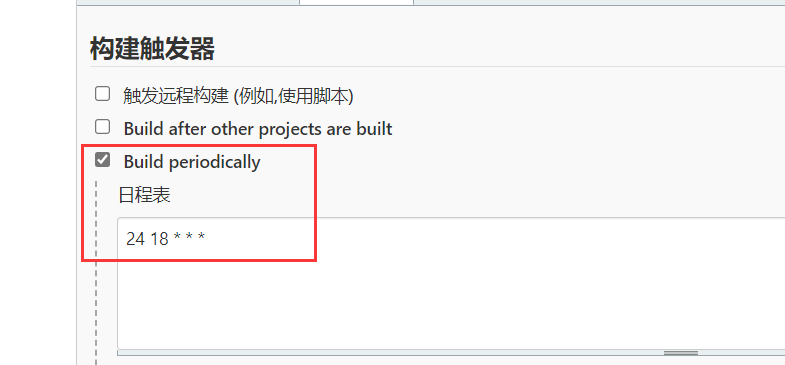 构建触发器
触发远程构建 (例如,使用脚本)
Build after other projects are built
Build periodically
日程表
24 18 * * *